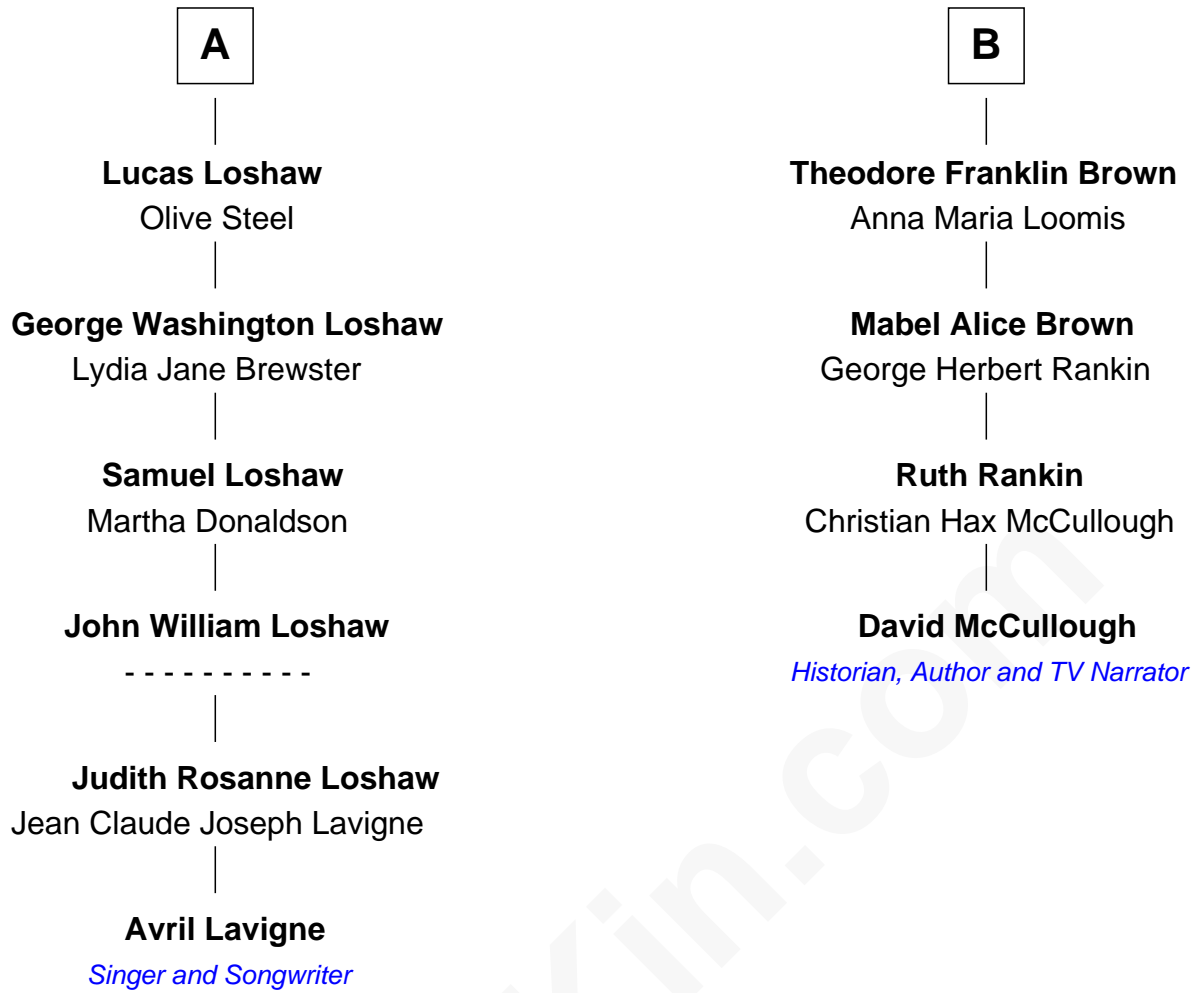 A
Lucas Loshaw
Olive Steel
George Washington Loshaw
Lydia Jane Brewster
Samuel Loshaw
Martha Donaldson
John William Loshaw
- - - - - - - - - -
Judith Rosanne Loshaw
Jean Claude Joseph Lavigne
Avril Lavigne
Singer and Songwriter
B
Theodore Franklin Brown
Anna Maria Loomis
Mabel Alice Brown
George Herbert Rankin
Ruth Rankin
Christian Hax McCullough
David McCullough
Historian, Author and TV Narrator
kin.com